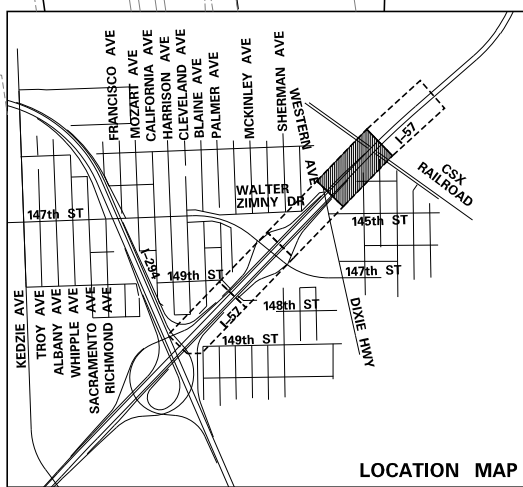 FRANCISCO AVE
MOZART AVE
CALIFORNIA AVE
HARRISON AVE
CLEVELAND AVE
BLAINE AVE
PALMER AVE
MCKINLEY AVE
SHERMAN AVE
WESTERN AVE
I-57
CSX
RAILROAD
WALTER
ZIMNY DR
147th ST
145th ST
I-294
149th ST
147th ST
148th ST
I-57
149th ST
DIXIE HWY
KEDZIE AVE
TROY AVE
ALBANY AVE
WHIPPLE AVE
SACRAMENTO AVE
RICHMOND AVE
LOCATION MAP